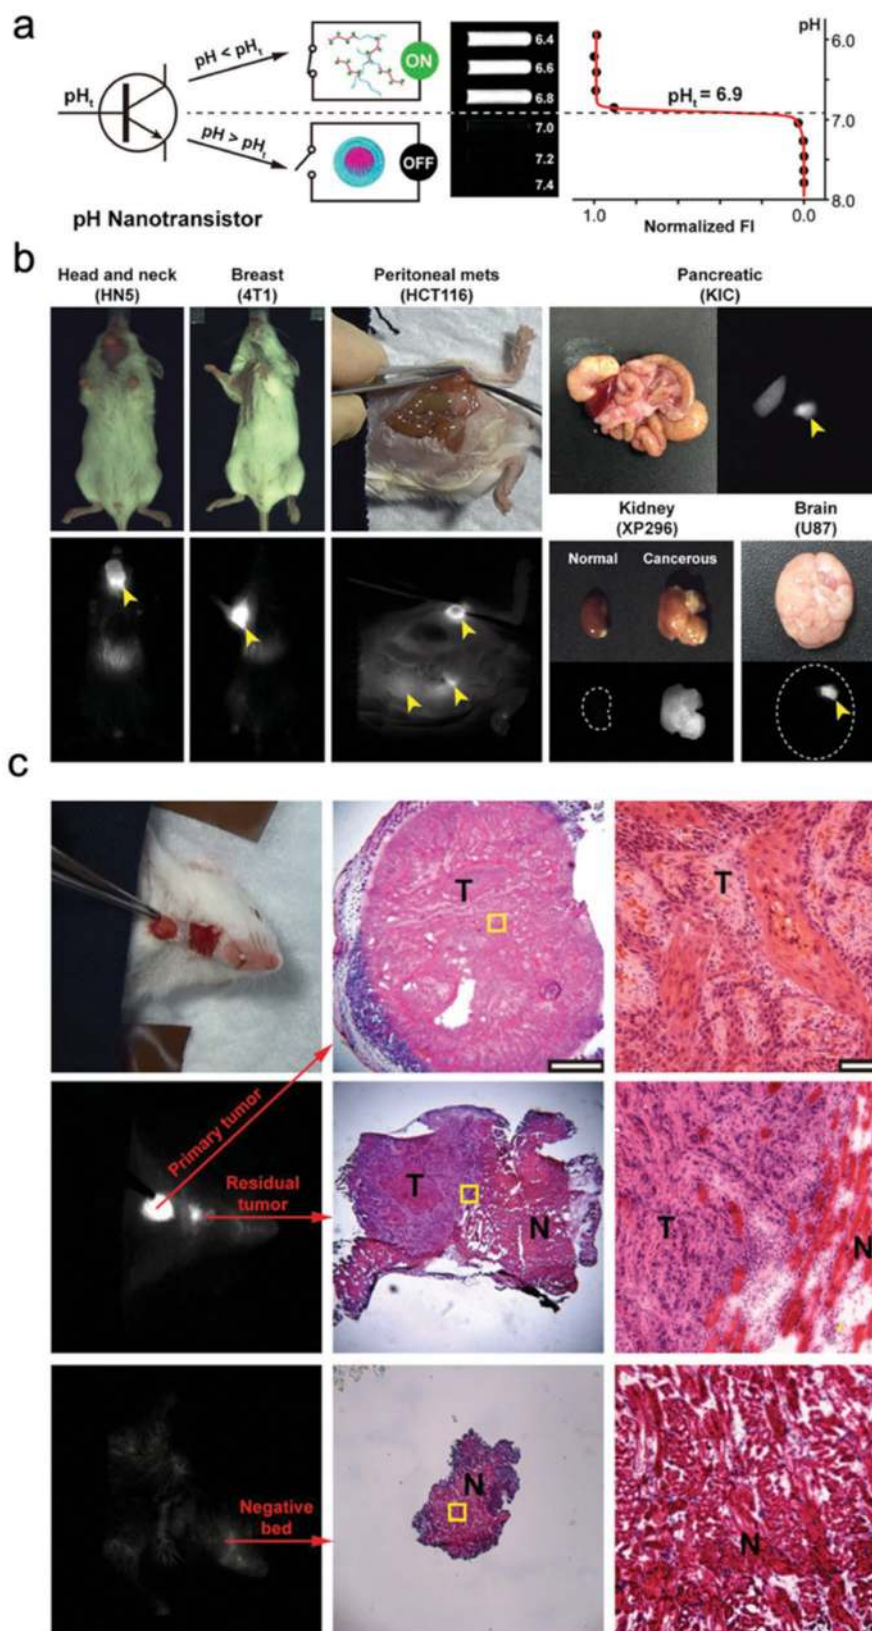 a
pH < pHt
ON
pHt
pH > pHt
OFF
pH Nanotransistor
6.4
6.6
6.8
7.0
7.2
7.4
pH
6.0
pHt = 6.9
7.0
8.0
1.0
0.0
Normalized FI
b
Head and neck
(HN5)
Breast
(4T1)
Peritoneal mets
(HCT116)
Pancreatic
(KIC)
Kidney
(XP296)
Brain
(U87)
Normal
Cancerous
c
T
T
Primary tumor
Residual
tumor
T
N
T
N
Negative
bed
N
N